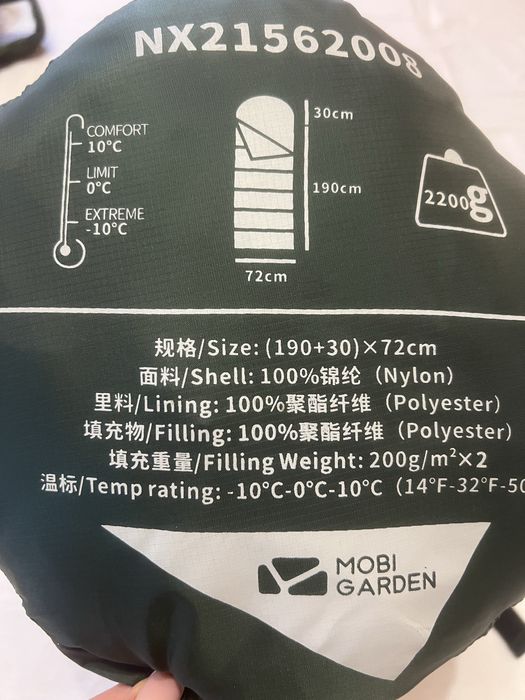 NX21562008
COMFORT
10°C
LIMIT
0°C
EXTREME
-10°C
30cm
190cm
72cm
2200g
规格/Size: (190+30)×72cm
面料/Shell: 100%锦纶（Nylon）
里料/Lining: 100%聚酯纤维（Polyester）
填充物/Filling: 100%聚酯纤维（Polyester）
填充重量/Filling Weight: 200g/m²×2
温标/Temp rating: -10°C-0°C-10°C（14°F-32°F-50
MOBI
GARDEN